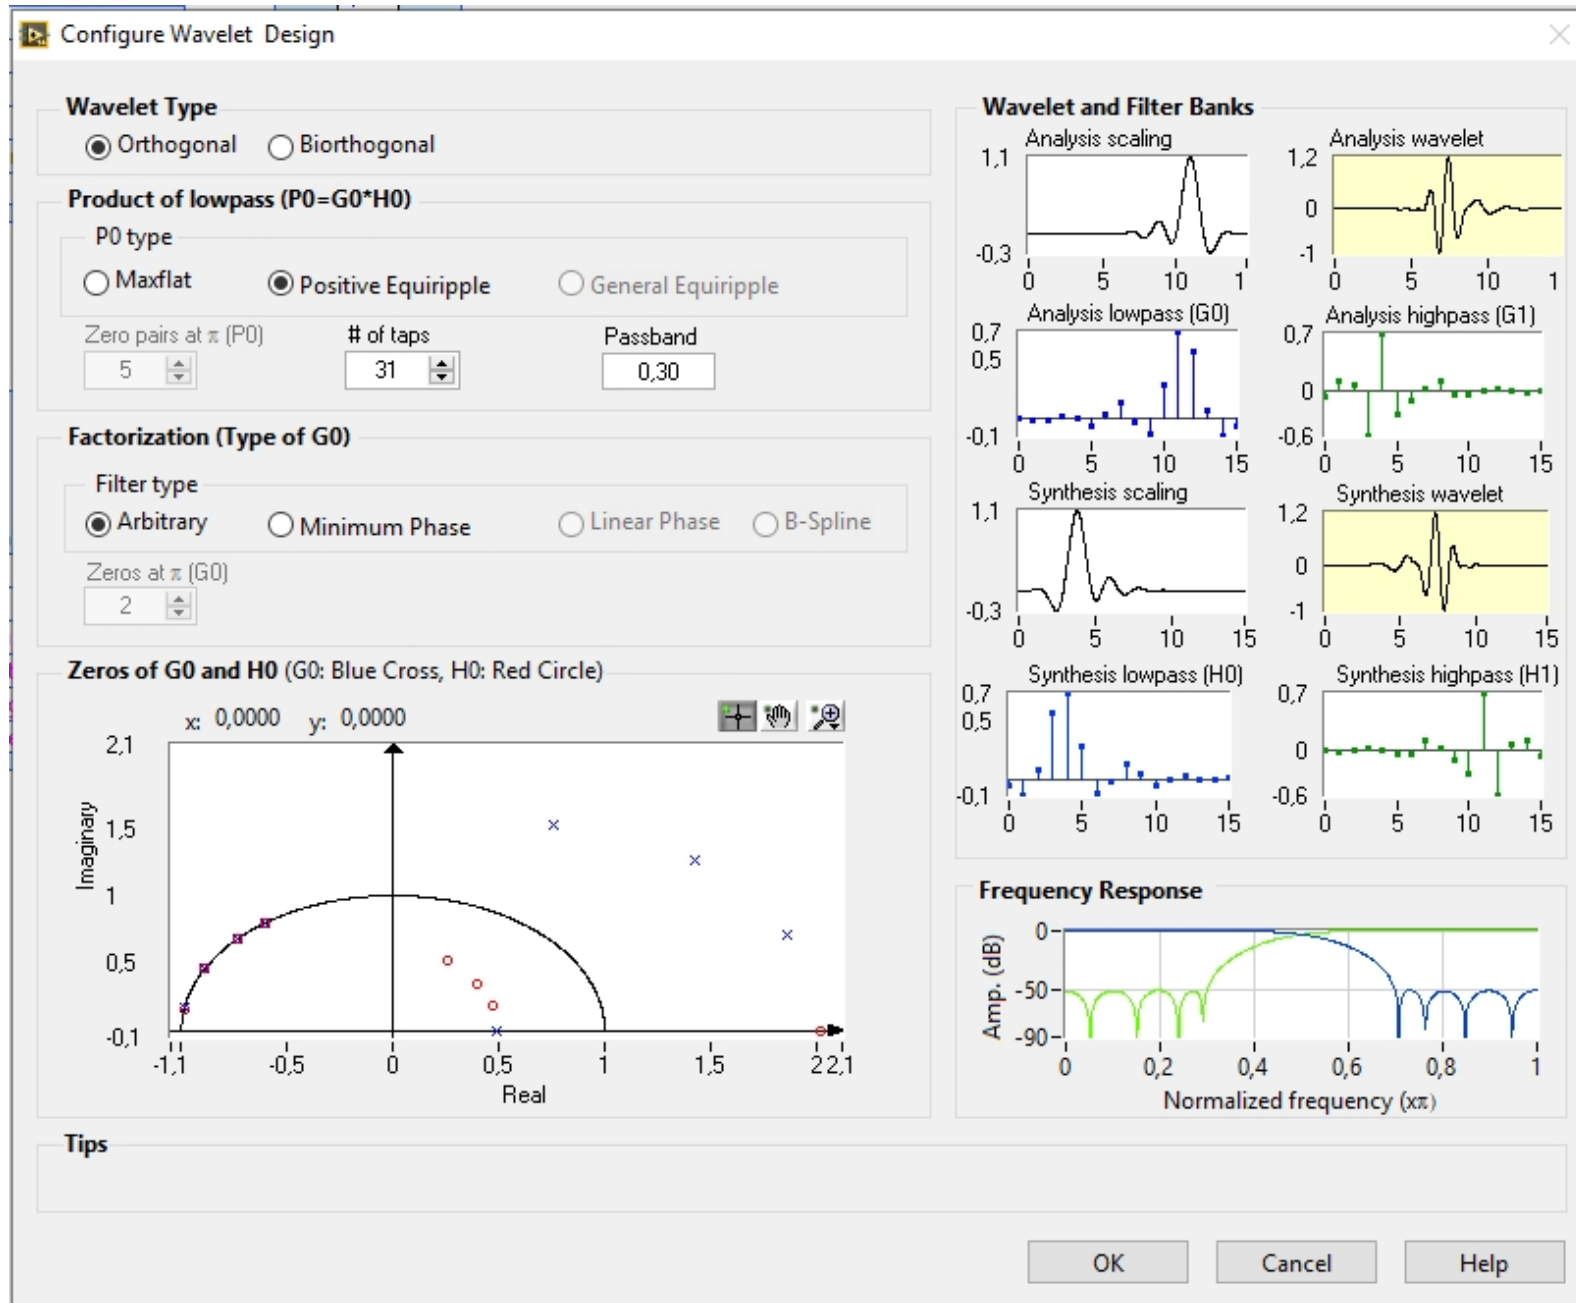 Configure Wavelet  Design
Wavelet Type
Orthogonal
Biorthogonal
Product of lowpass (P0=G0*H0)
P0 type
Maxflat
Positive Equiripple
General Equiripple
Zero pairs at π (P0)
# of taps
Passband
5
31
0,30
Factorization (Type of G0)
Filter type
Arbitrary
Minimum Phase
Linear Phase
B-Spline
Zeros at π (G0)
2
Zeros of G0 and H0 (G0: Blue Cross, H0: Red Circle)
x: 0,0000 y: 0,0000
2,1
1,5
1
0,5
-0,1
Imaginary
-1,1 -0,5 0 0,5 1 1,5 2 2,1
Real
Wavelet and Filter Banks
Analysis scaling
1,1
-0,3
0 5 10 1
Analysis wavelet
1,2
0
-1
0 5 10 1
Analysis lowpass (G0)
0,7
0,5
-0,1
0 5 10 15
Analysis highpass (G1)
0,7
0
-0,6
0 5 10 15
Synthesis scaling
1,1
-0,3
0 5 10 15
Synthesis wavelet
1,2
0
-1
0 5 10 15
Synthesis lowpass (H0)
0,7
0,5
-0,1
0 5 10 15
Synthesis highpass (H1)
0,7
0
-0,6
0 5 10 15
Frequency Response
0
-50
-90
Amp. (dB)
0 0,2 0,4 0,6 0,8 1
Normalized frequency (xπ)
Tips
OK
Cancel
Help